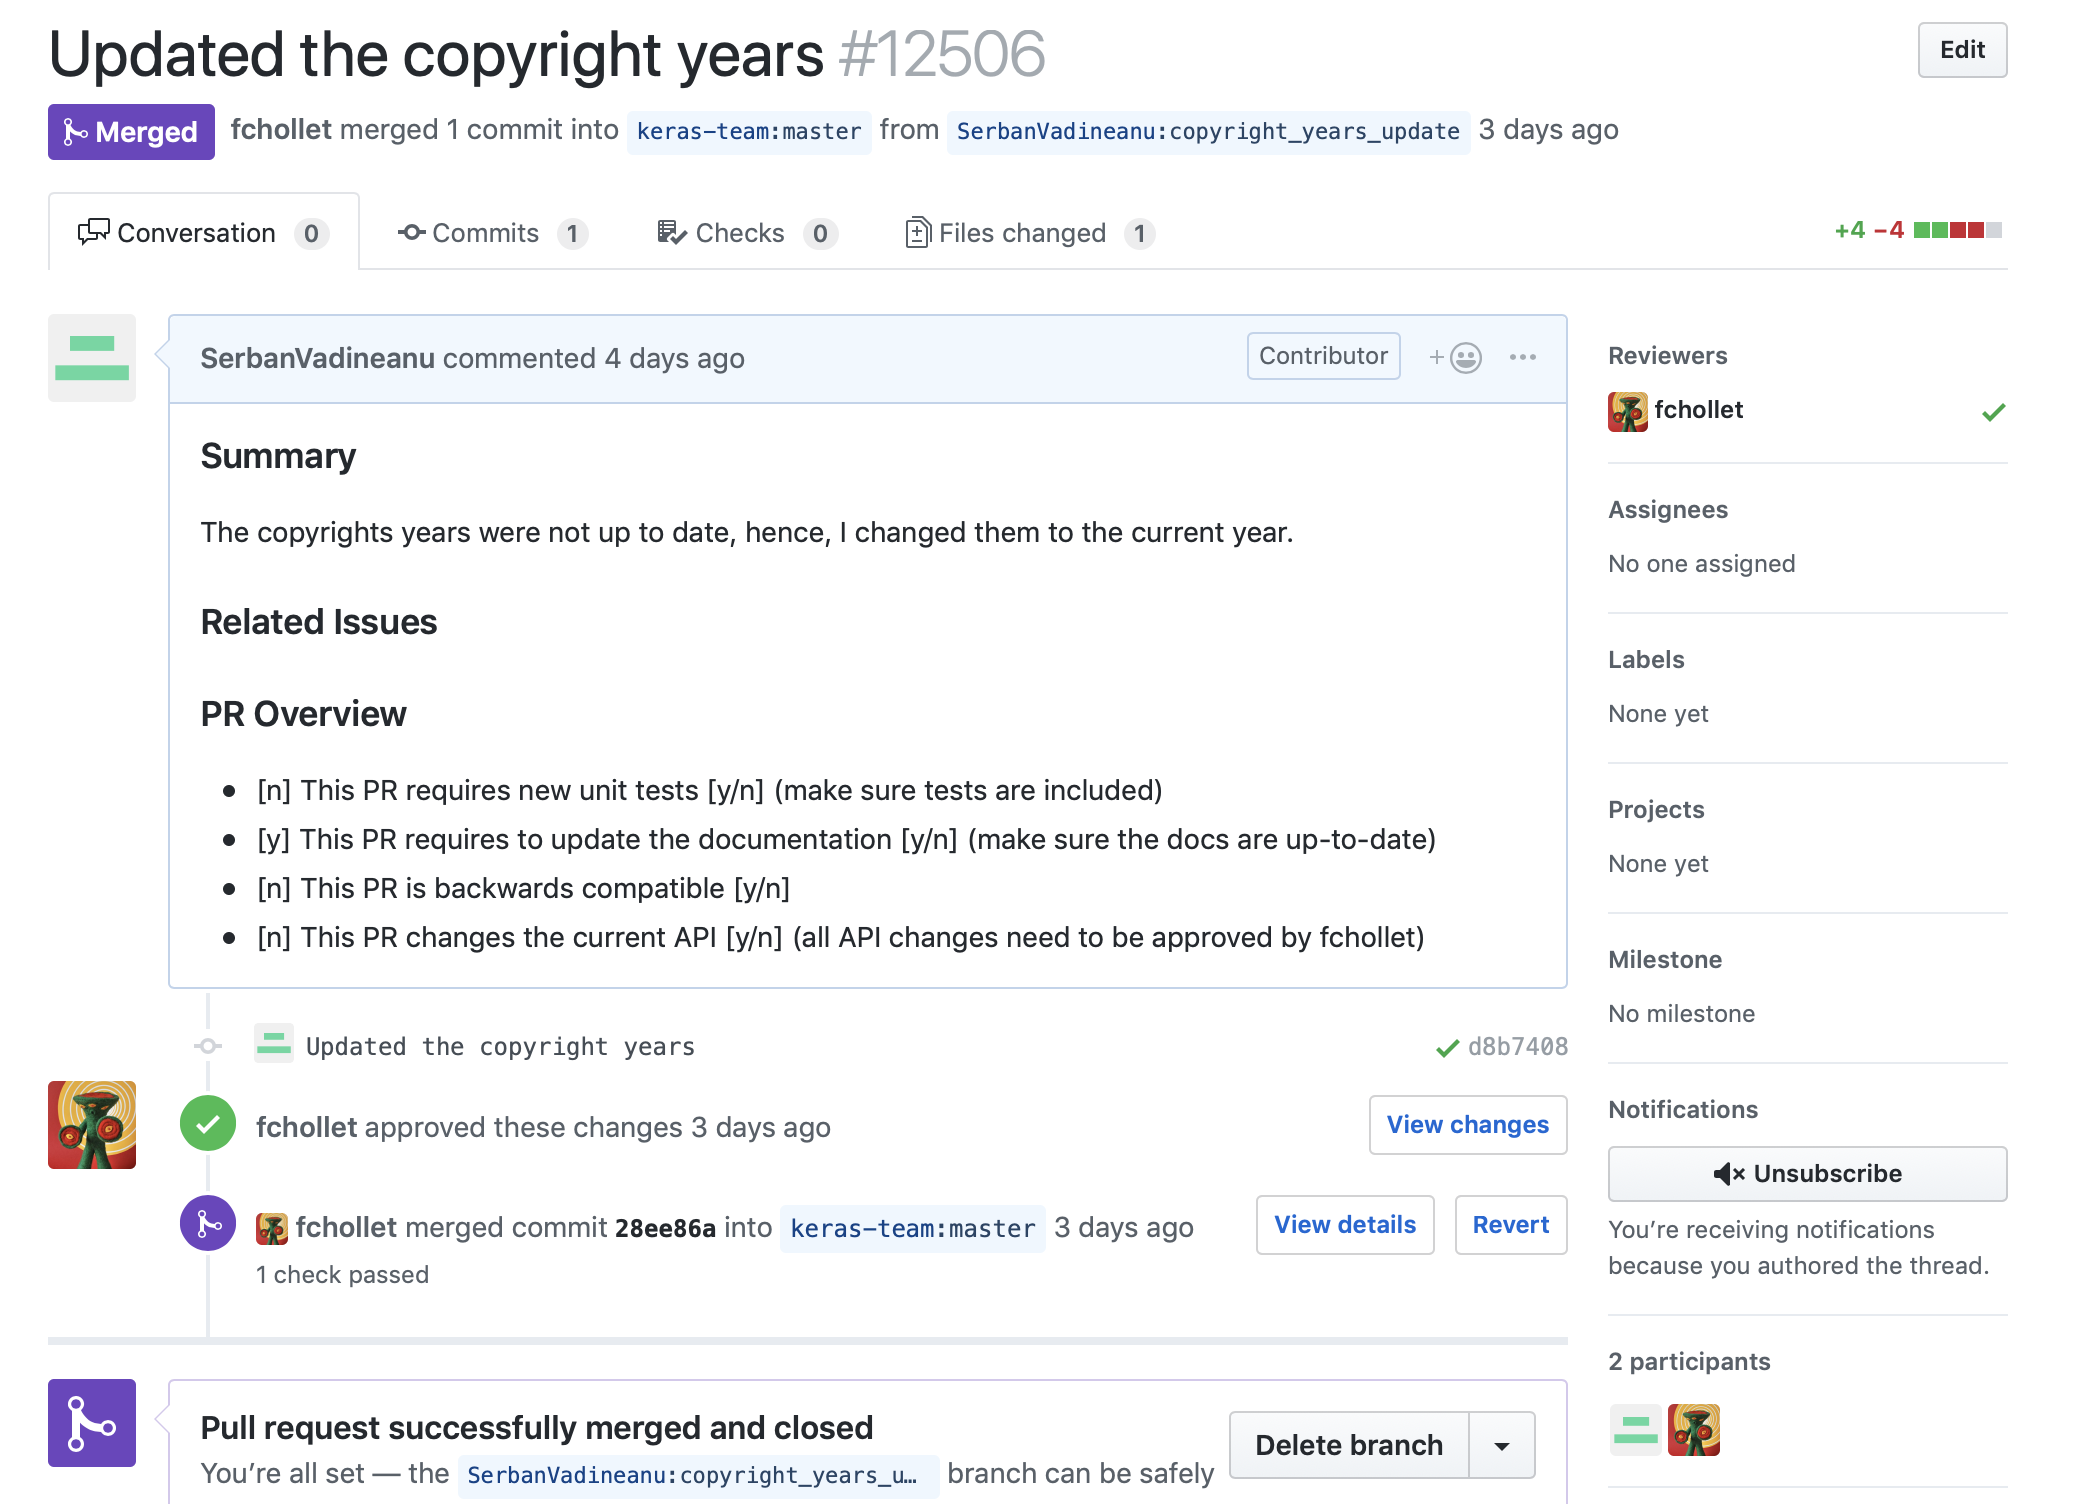 Updated the copyright years #12506
Edit
Merged
fchollet merged 1 commit into keras-team:master from SerbanVadineanu:copyright_years_update 3 days ago
Conversation 0
Commits 1
Checks 0
Files changed 1
+4 −4
SerbanVadineanu commented 4 days ago
Contributor
+
Summary
The copyrights years were not up to date, hence, I changed them to the current year.
Related Issues
PR Overview
• [n] This PR requires new unit tests [y/n] (make sure tests are included)
• [y] This PR requires to update the documentation [y/n] (make sure the docs are up-to-date)
• [n] This PR is backwards compatible [y/n]
• [n] This PR changes the current API [y/n] (all API changes need to be approved by fchollet)
Updated the copyright years
d8b7408
fchollet approved these changes 3 days ago
View changes
fchollet merged commit 28ee86a into keras-team:master 3 days ago
View details
Revert
1 check passed
Pull request successfully merged and closed
You’re all set — the SerbanVadineanu:copyright_years_u… branch can be safely
Delete branch
Reviewers
fchollet
Assignees
No one assigned
Labels
None yet
Projects
None yet
Milestone
No milestone
Notifications
Unsubscribe
You’re receiving notifications
because you authored the thread.
2 participants